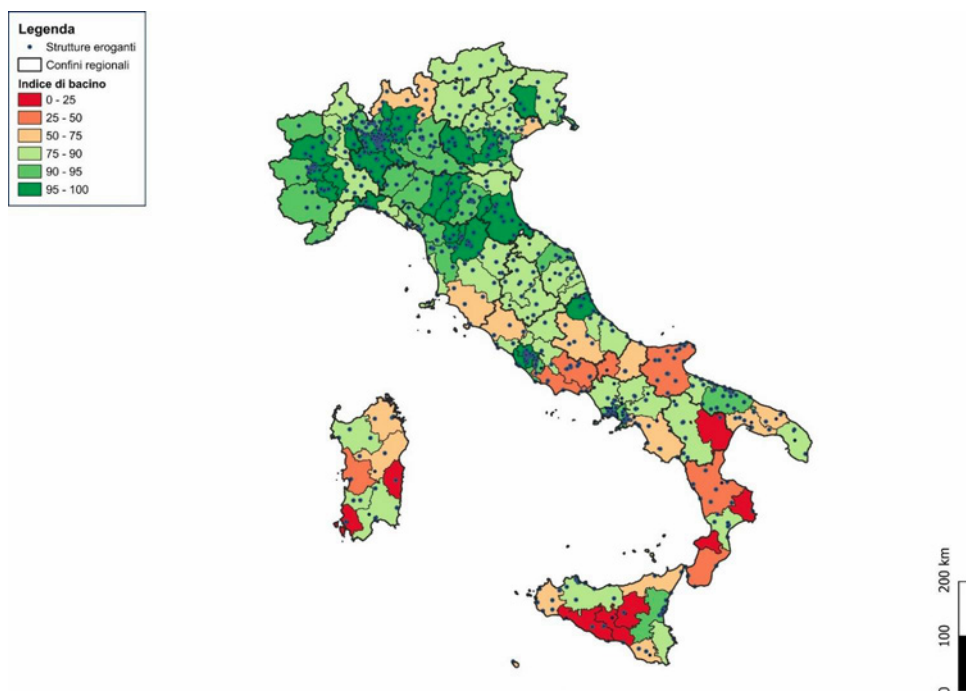 Legenda
Strutture eroganti
Confini regionali
Indice di bacino
0 - 25
25 - 50
50 - 75
75 - 90
90 - 95
95 - 100
200 km
100
0